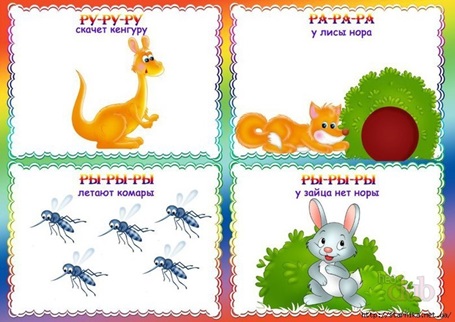 РУ-РУ-РУ
скачет кенгуру
РА-РА-РА
у лисы нора
РЫ-РЫ-РЫ
летают комары
РЫ-РЫ-РЫ
у зайца нет норы